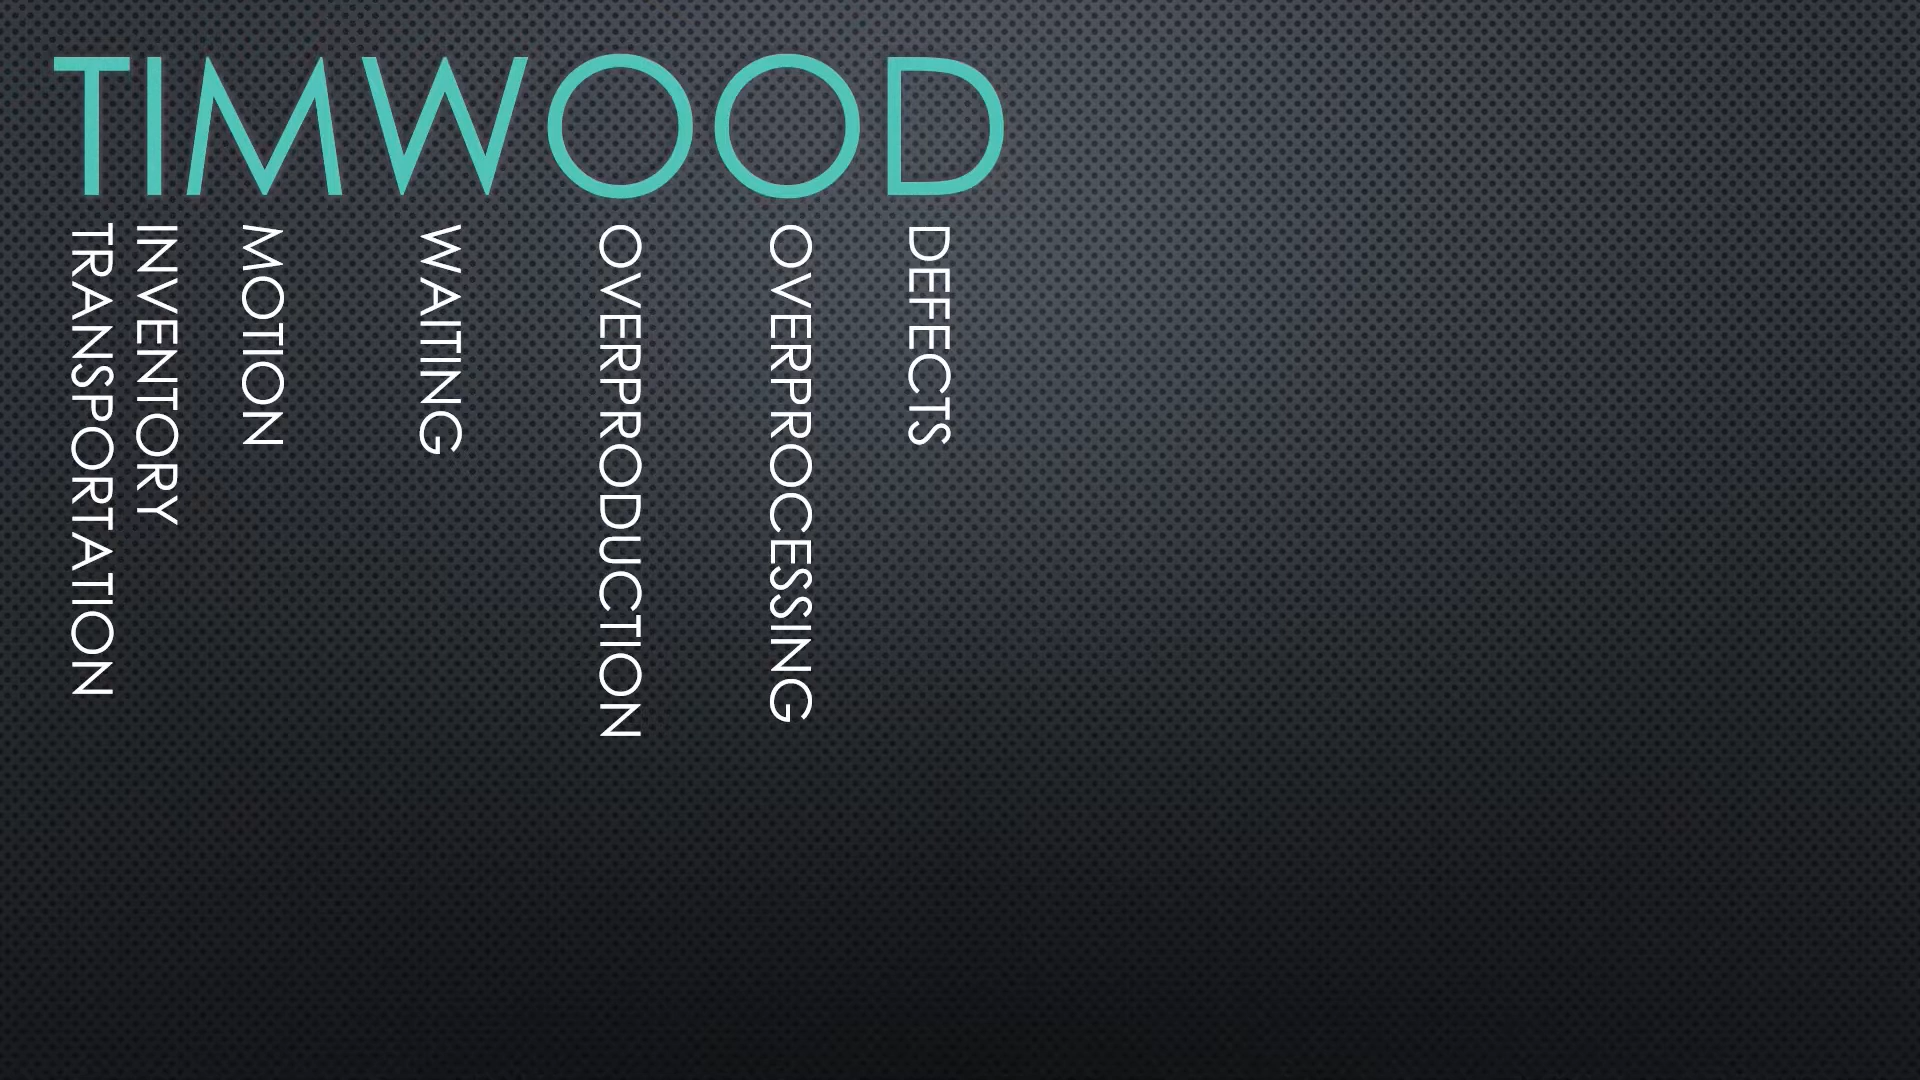 TIMWOOD
TRANSPORTATION
INVENTORY
MOTION
WAITING
OVERPRODUCTION
OVERPROCESSING
DEFECTS